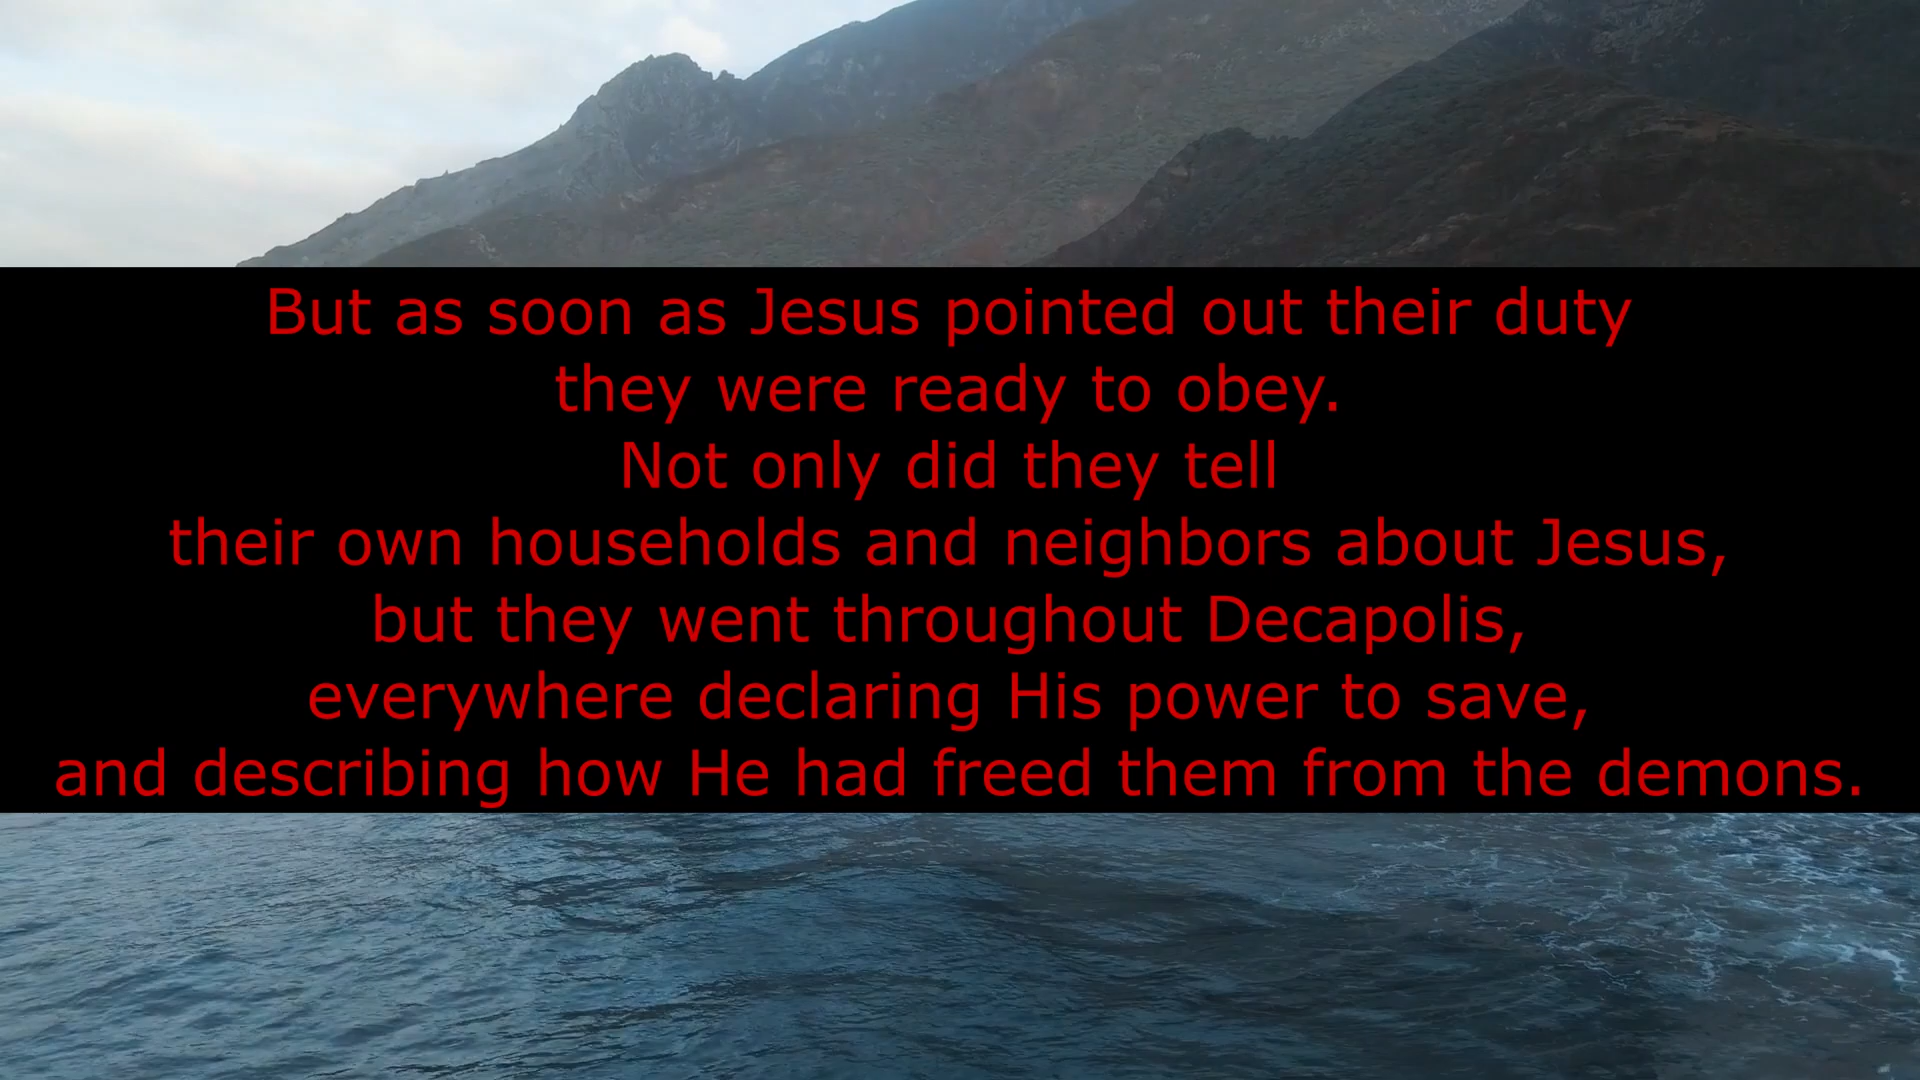 But as soon as Jesus pointed out their duty
they were ready to obey.
Not only did they tell
their own households and neighbors about Jesus,
but they went throughout Decapolis,
everywhere declaring His power to save,
and describing how He had freed them from the demons.